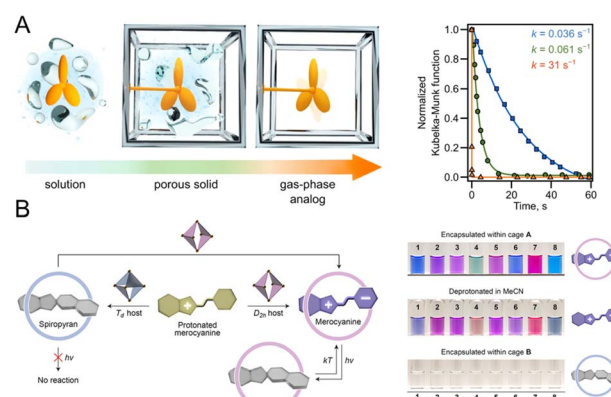 A
solution
porous solid
gas-phase
analog
Normalized
Kubelka-Munk function
1.0
0.8
0.6
0.4
0.2
0.0
k = 0.036 s⁻¹
k = 0.061 s⁻¹
k = 31 s⁻¹
0 20 40 60
Time, s
B
Spiropyran
Td host
Protonated
merocyanine
D2h host
Merocyanine
hν
No reaction
kT
hν
Encapsulated within cage A
1 2 3 4 5 6 7 8
Deprotonated in MeCN
1 2 3 4 5 6 7 8
Encapsulated within cage B
1 2 3 4 5 6 7 8